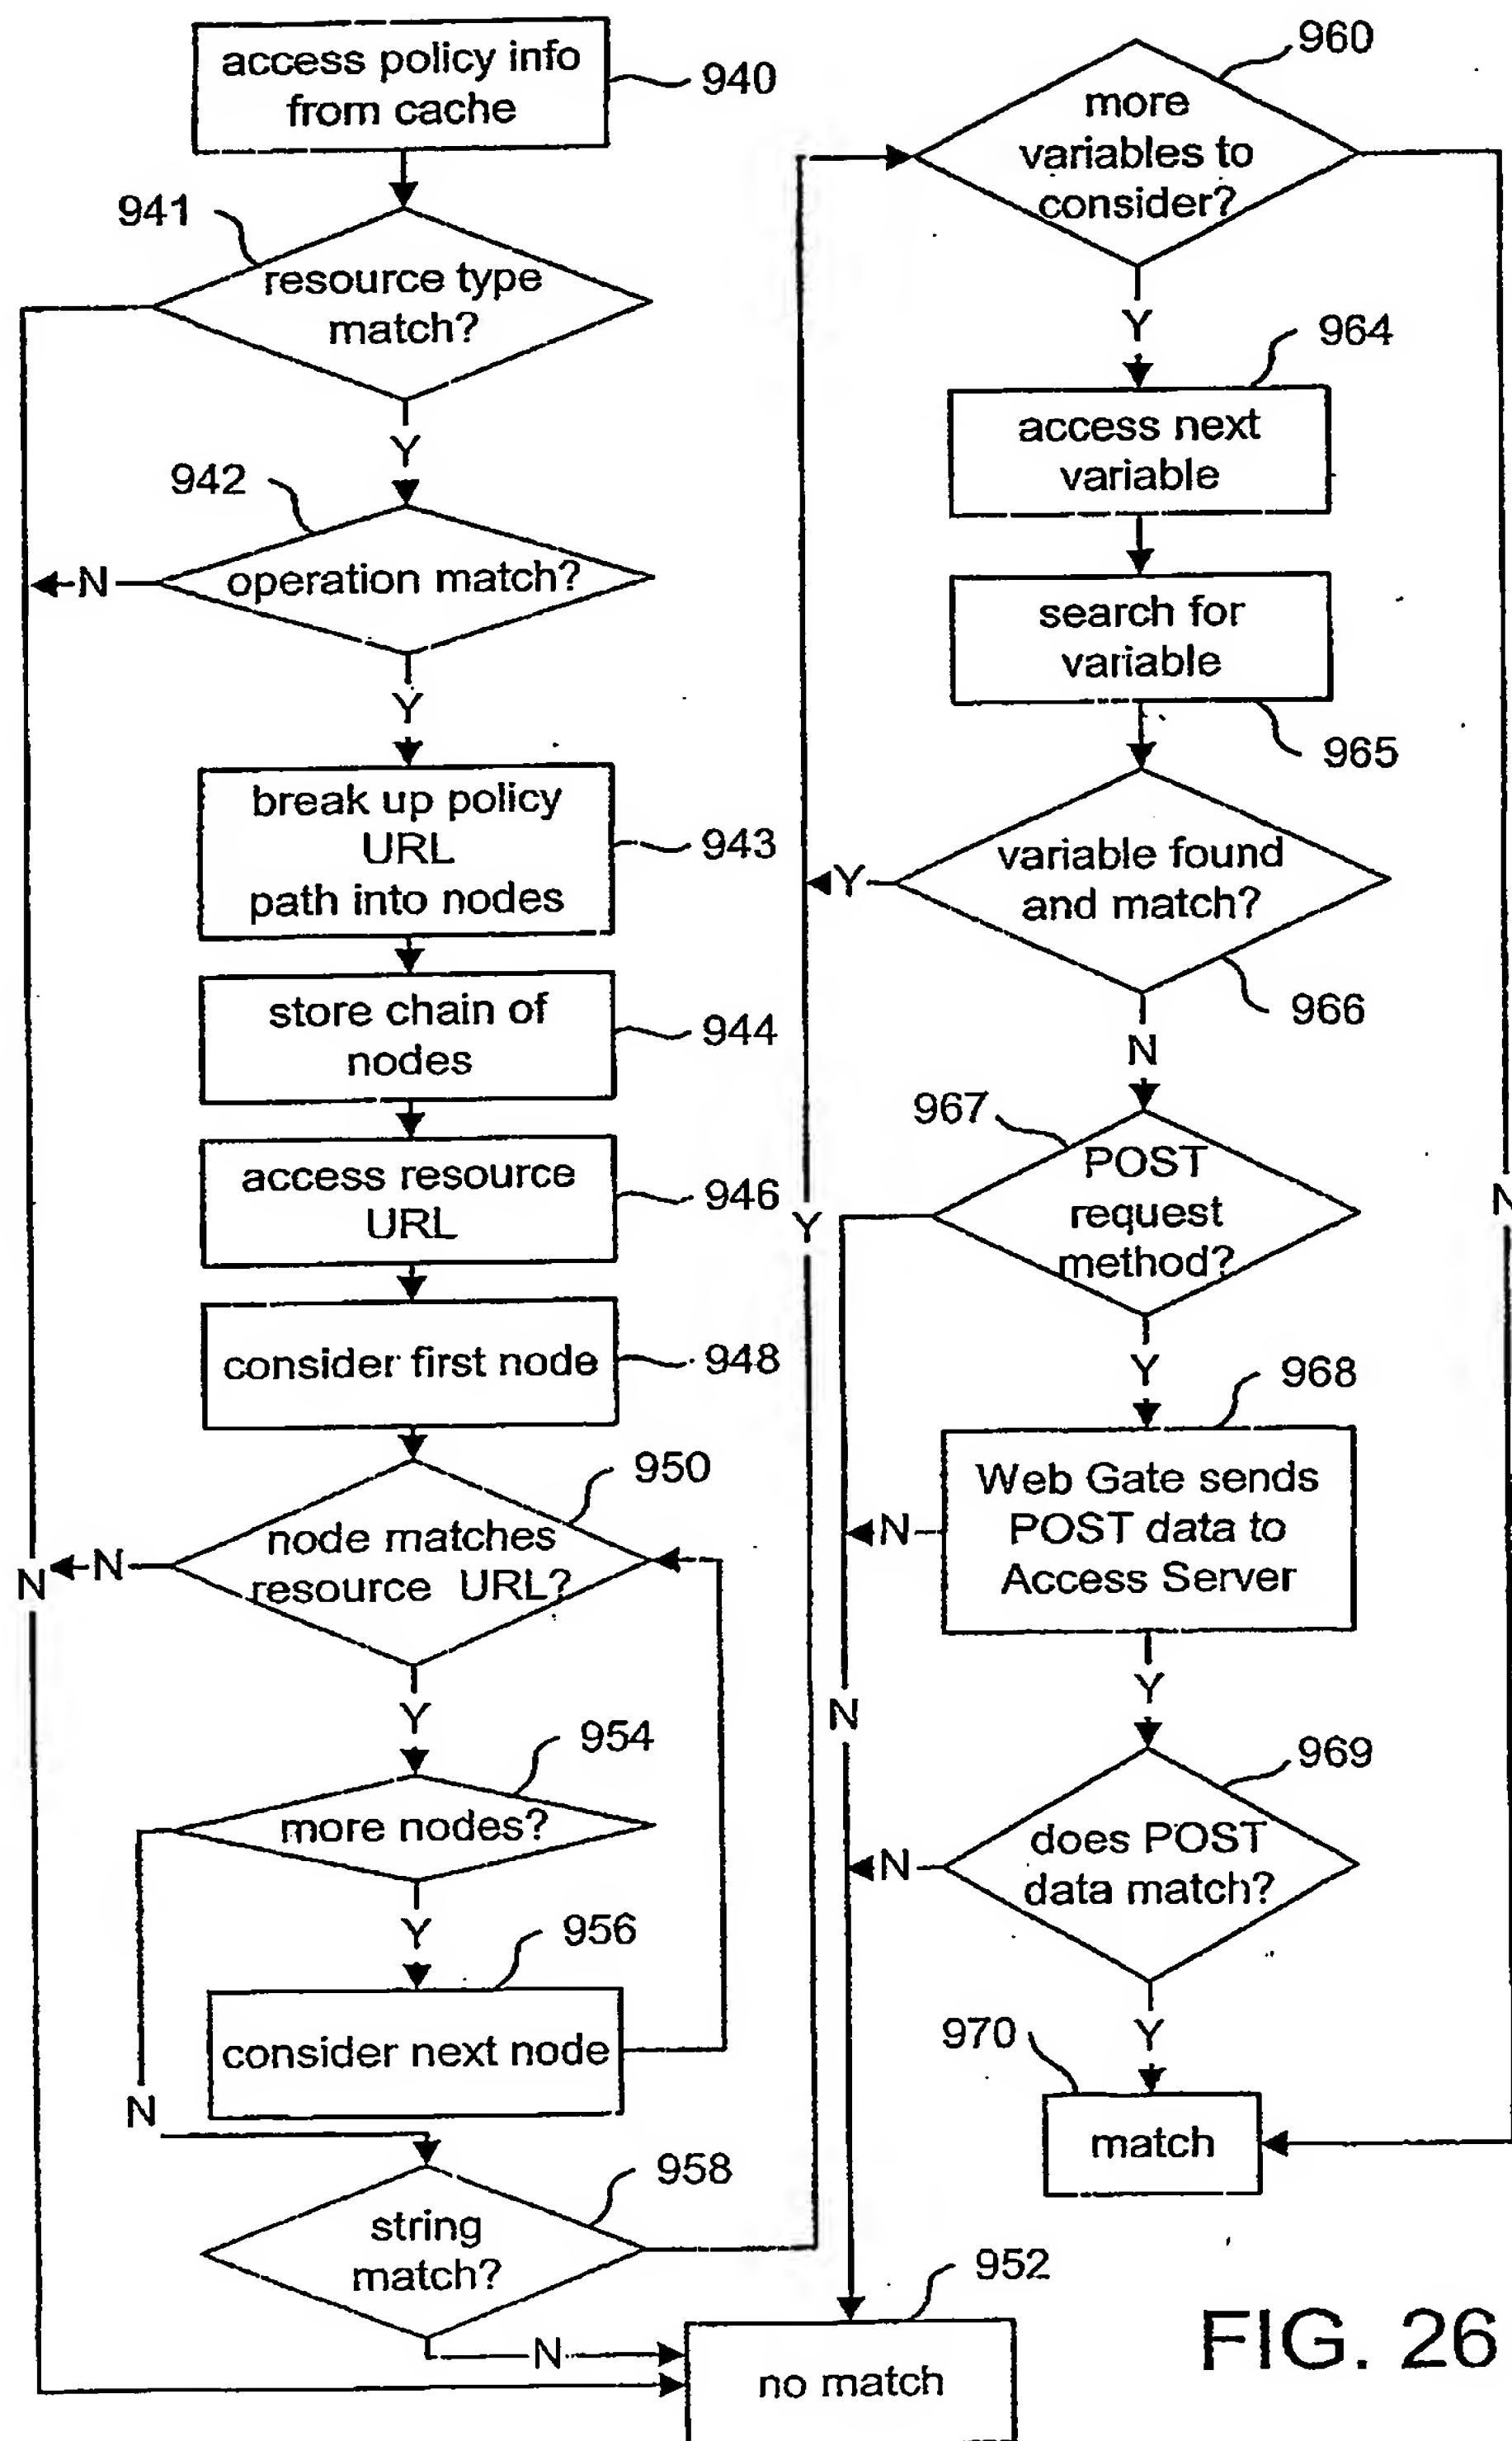 access policy info
from cache
940
941
resource type
match?
Y
942
operation match?
N
Y
break up policy
URL
path into nodes
943
store chain of
nodes
944
access resource
URL
946
consider first node
948
950
node matches
resource URL?
N
N
Y
954
more nodes?
Y
956
consider next node
N
958
string
match?
N
Y
960
more
variables to
consider?
Y
N
964
access next
variable
search for
variable
965
variable found
and match?
Y
966
N
967
POST
request
method?
Y
968
Web Gate sends
POST data to
Access Server
N
Y
N
969
does POST
data match?
N
Y
970
match
952
no match
FIG. 26